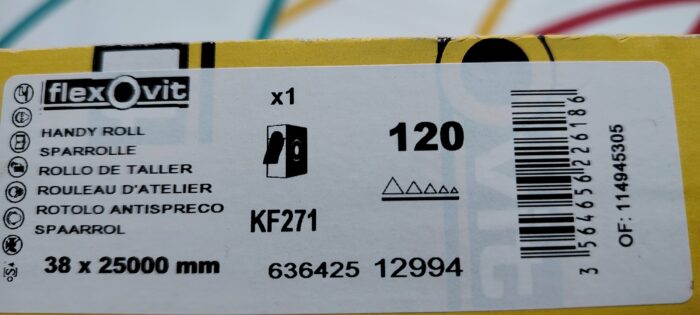 flexOvit
HANDY ROLL
SPARROLLE
ROLLO DE TALLER
ROULEAU D'ATELIER
ROTOLO ANTISPRECO
SPAARROL
38 x 25000 mm
x1
KF271
120
636425 12994
3 564656 226186
OF: 114945305